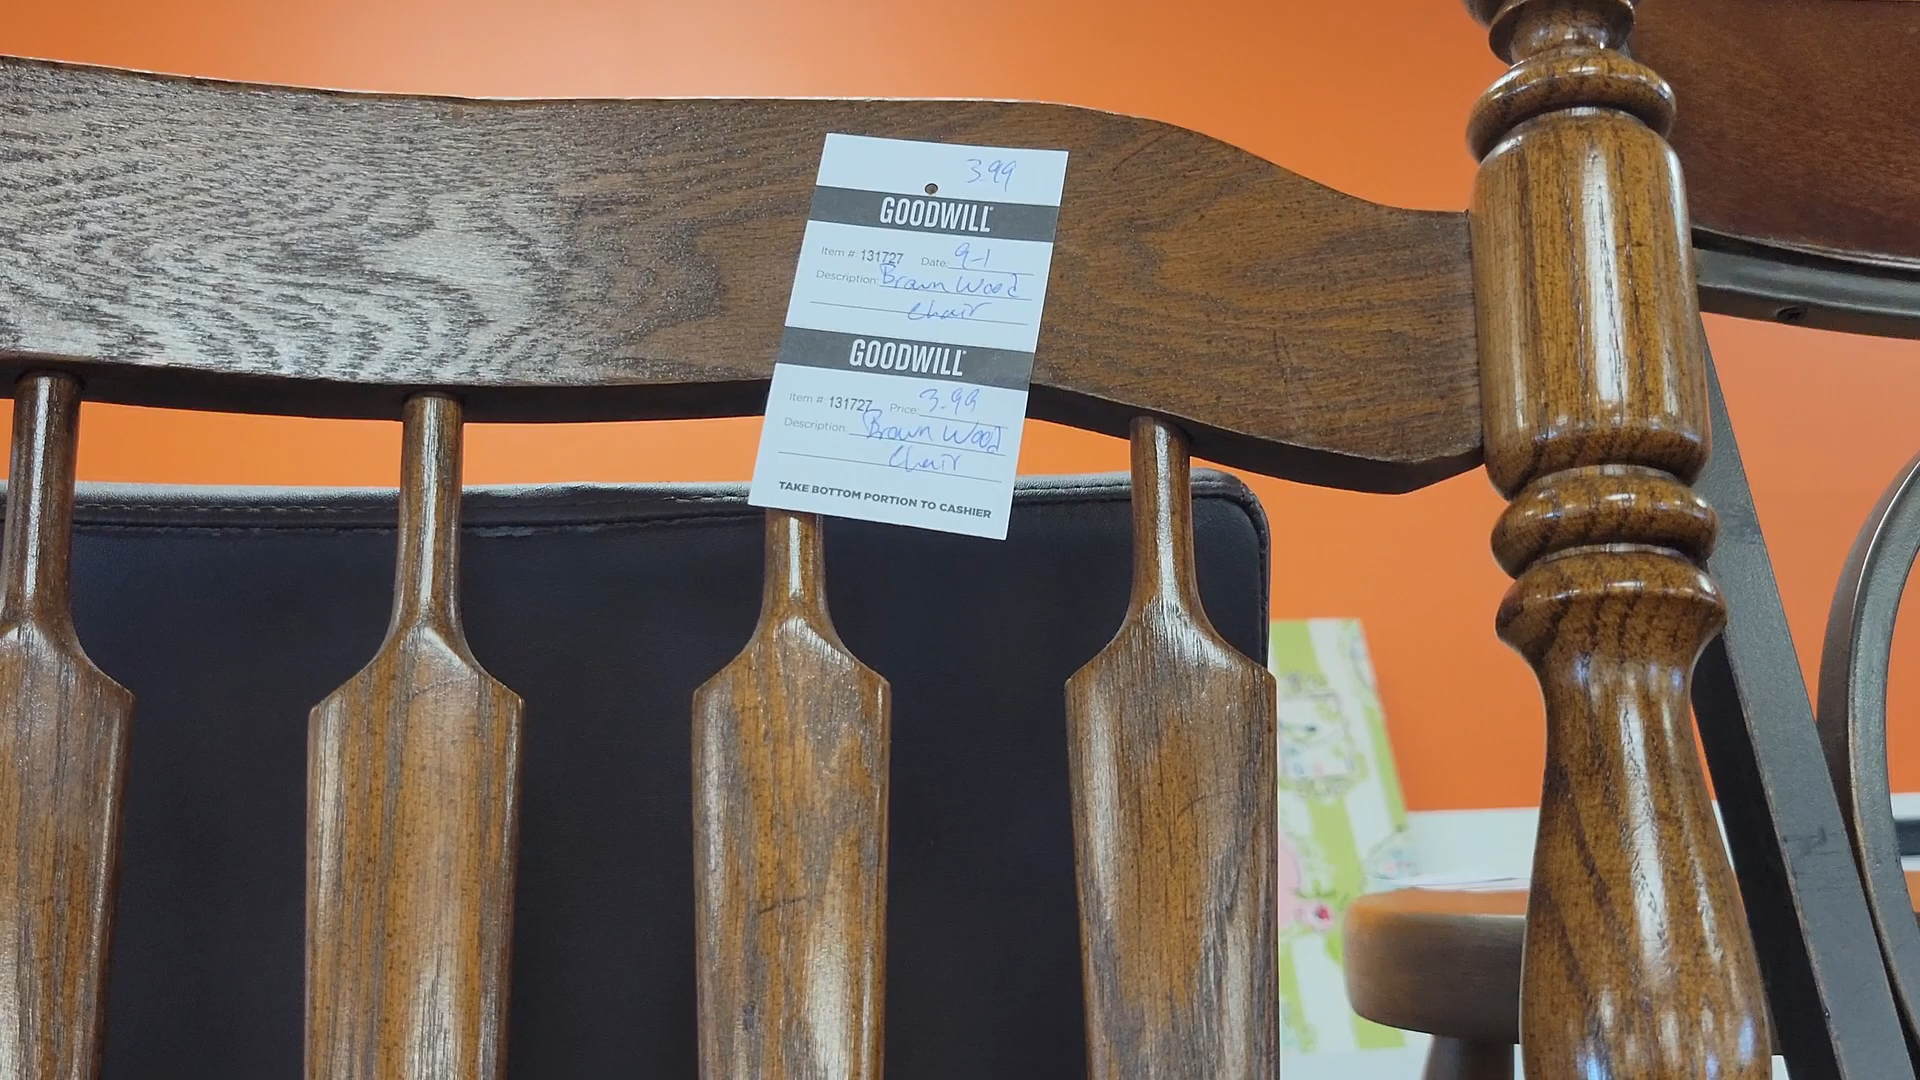 3.99
GOODWILL
Item #: 131727 Date: 9-1
Description: Brown Wood
Chair
GOODWILL
Item #: 131727 Price: 3.99
Description: Brown Wood
Chair
TAKE BOTTOM PORTION TO CASHIER